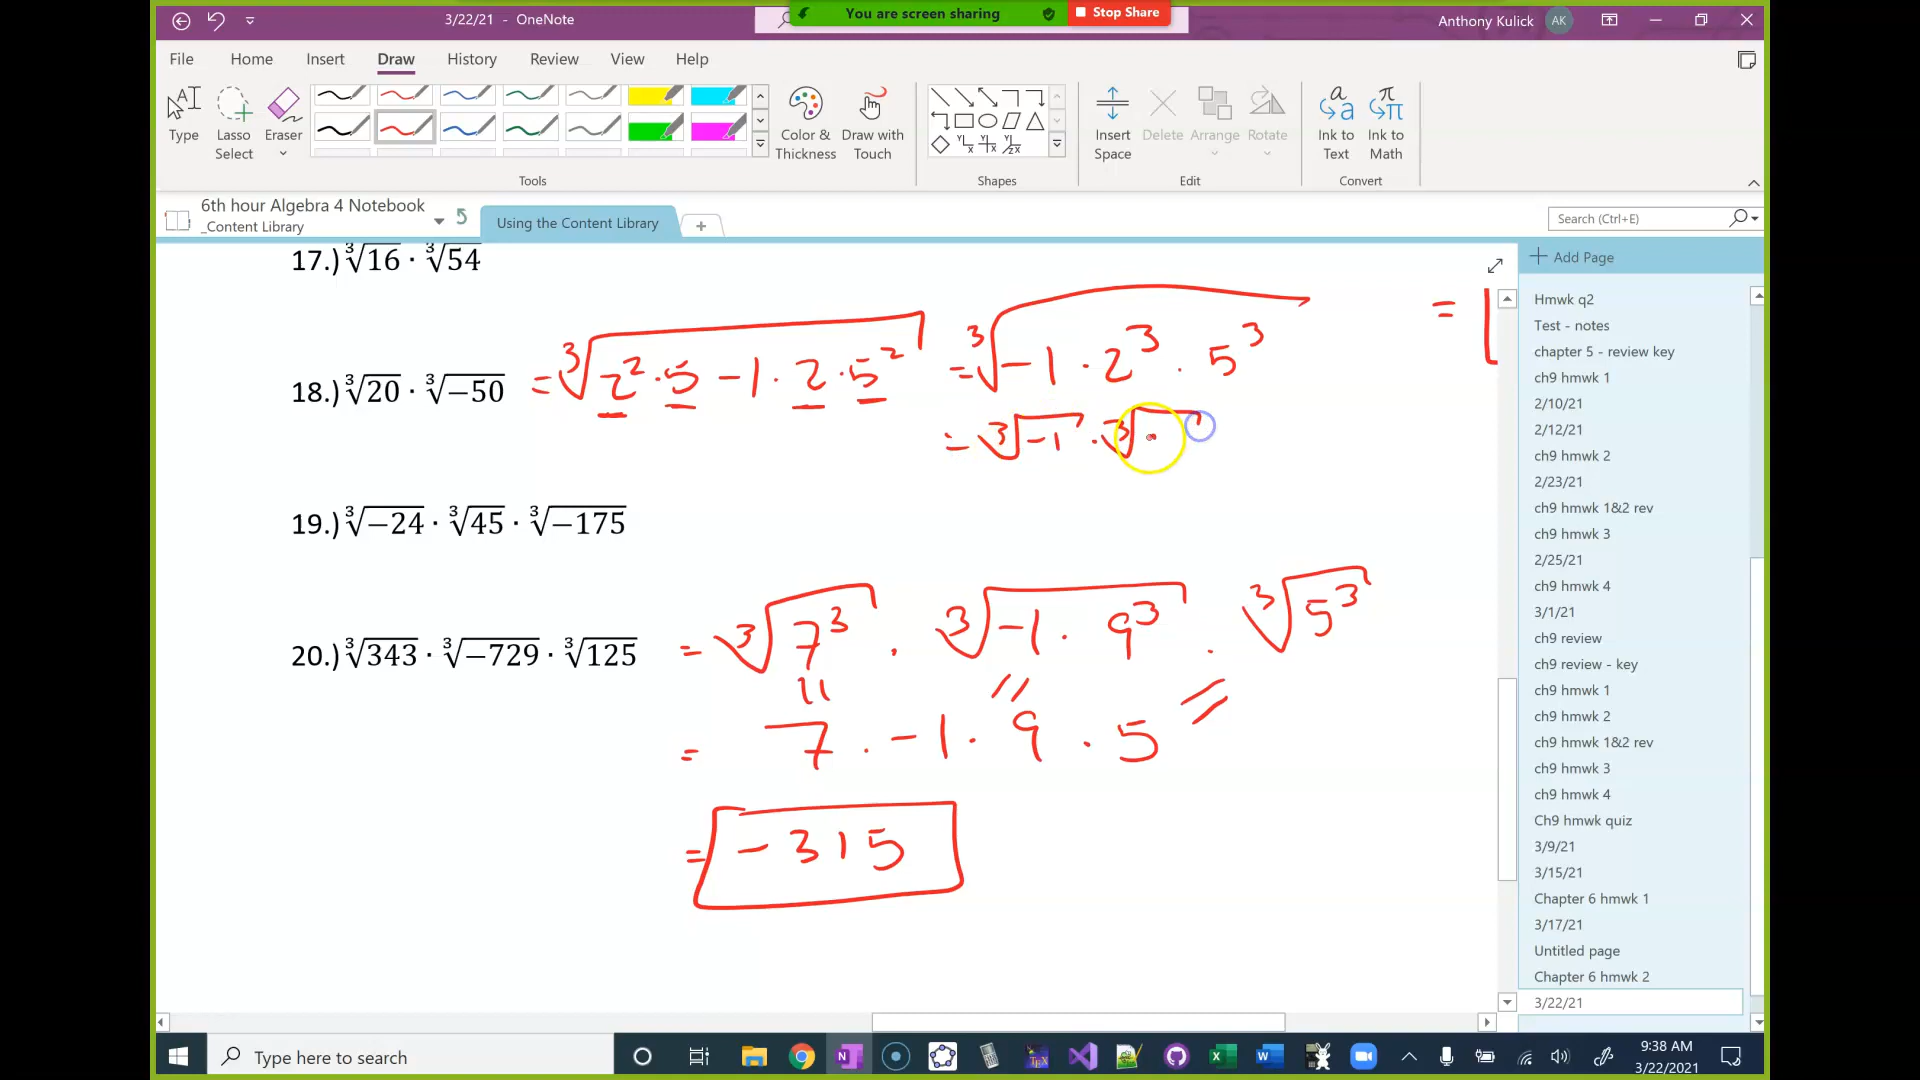 3/22/21 - OneNote
You are screen sharing
Stop Share
Anthony Kulick
AK
File Home Insert Draw History Review View Help
Type
Lasso Select
Eraser
Color & Thickness
Draw with Touch
Insert Space
Delete
Arrange
Rotate
Ink to Text
Ink to Math
Tools
Shapes
Edit
Convert
6th hour Algebra 4 Notebook
_Content Library
Using the Content Library
Search (Ctrl+E)
17.) ∛16 · ∛54
=
18.) ∛20 · ∛−50 = ∛(2² · 5 − 1 · 2 · 5²) = ∛(−1 · 2³ · 5³)
= ∛−1 · ∛
19.) ∛−24 · ∛45 · ∛−175
20.) ∛343 · ∛−729 · ∛125 = ∛7³ · ∛(−1 · 9³) · ∛5³
= 7 · −1 · 9 · 5 =
= −315
Add Page
Hmwk q2
Test - notes
chapter 5 - review key
ch9 hmwk 1
2/10/21
2/12/21
ch9 hmwk 2
2/23/21
ch9 hmwk 1&2 rev
ch9 hmwk 3
2/25/21
ch9 hmwk 4
3/1/21
ch9 review
ch9 review - key
ch9 hmwk 1
ch9 hmwk 2
ch9 hmwk 1&2 rev
ch9 hmwk 3
ch9 hmwk 4
Ch9 hmwk quiz
3/9/21
3/15/21
Chapter 6 hmwk 1
3/17/21
Untitled page
Chapter 6 hmwk 2
3/22/21
Type here to search
9:38 AM
3/22/2021